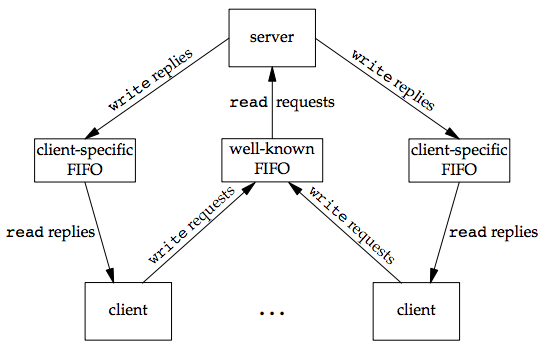 server
write replies
write replies
read requests
client-specific
FIFO
well-known
FIFO
client-specific
FIFO
read replies
write requests
write requests
read replies
client
...
client